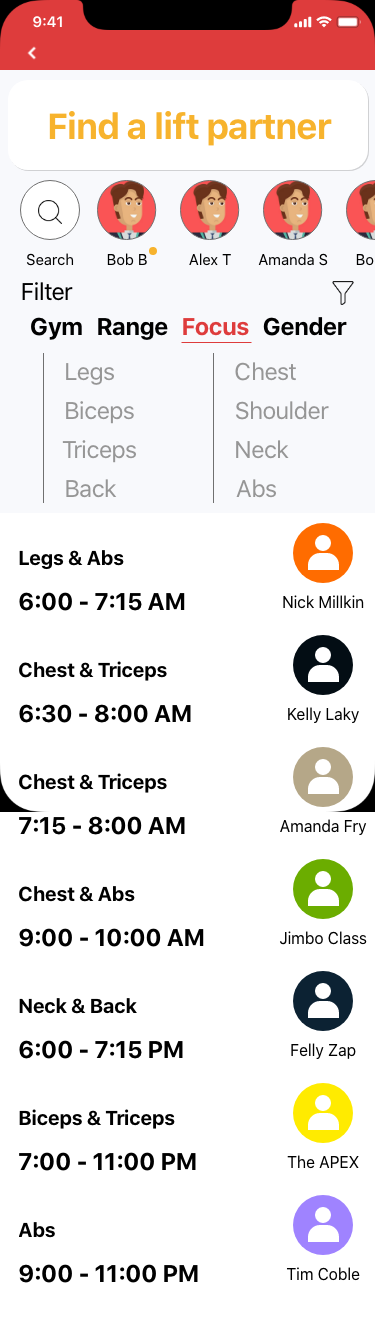 9:41
Find a lift partner
Search Bob B Alex T Amanda S Bo
Filter
Gym Range Focus Gender
Legs Chest
Biceps Shoulder
Triceps Neck
Back Abs
Legs & Abs
6:00 - 7:15 AM Nick Millkin
Chest & Triceps
6:30 - 8:00 AM Kelly Laky
Chest & Triceps
7:15 - 8:00 AM Amanda Fry
Chest & Abs
9:00 - 10:00 AM Jimbo Class
Neck & Back
6:00 - 7:15 PM Felly Zap
Biceps & Triceps
7:00 - 11:00 PM The APEX
Abs
9:00 - 11:00 PM Tim Coble